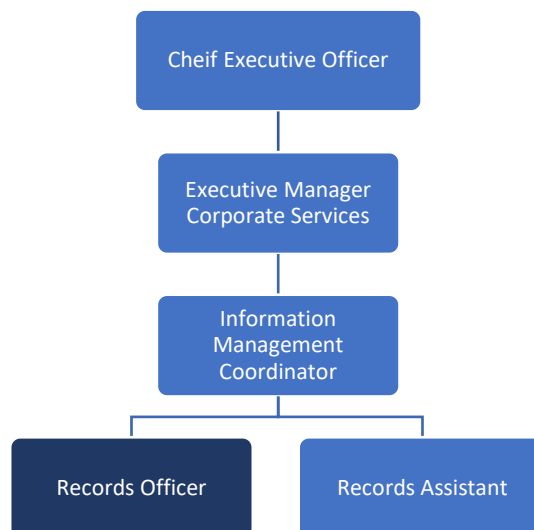 Cheif Executive Officer
Executive Manager
Corporate Services
Information
Management
Coordinator
Records Officer
Records Assistant